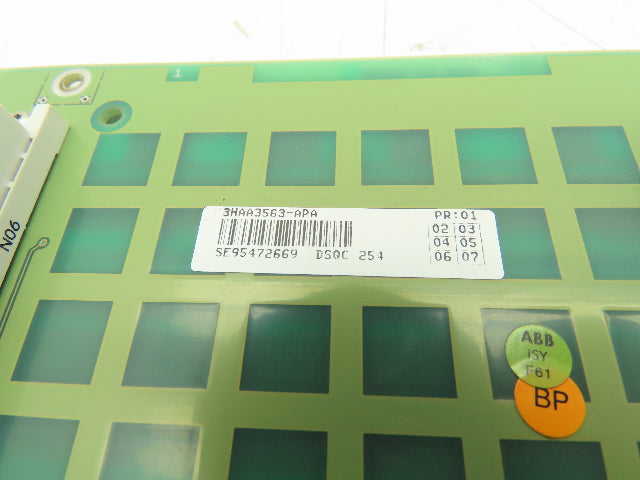 1
3HAA3563-APA
PR:01
02 03
04 05
06 07
SE95472669 DSQC 254
N06
ABB
ISY
F61
BP